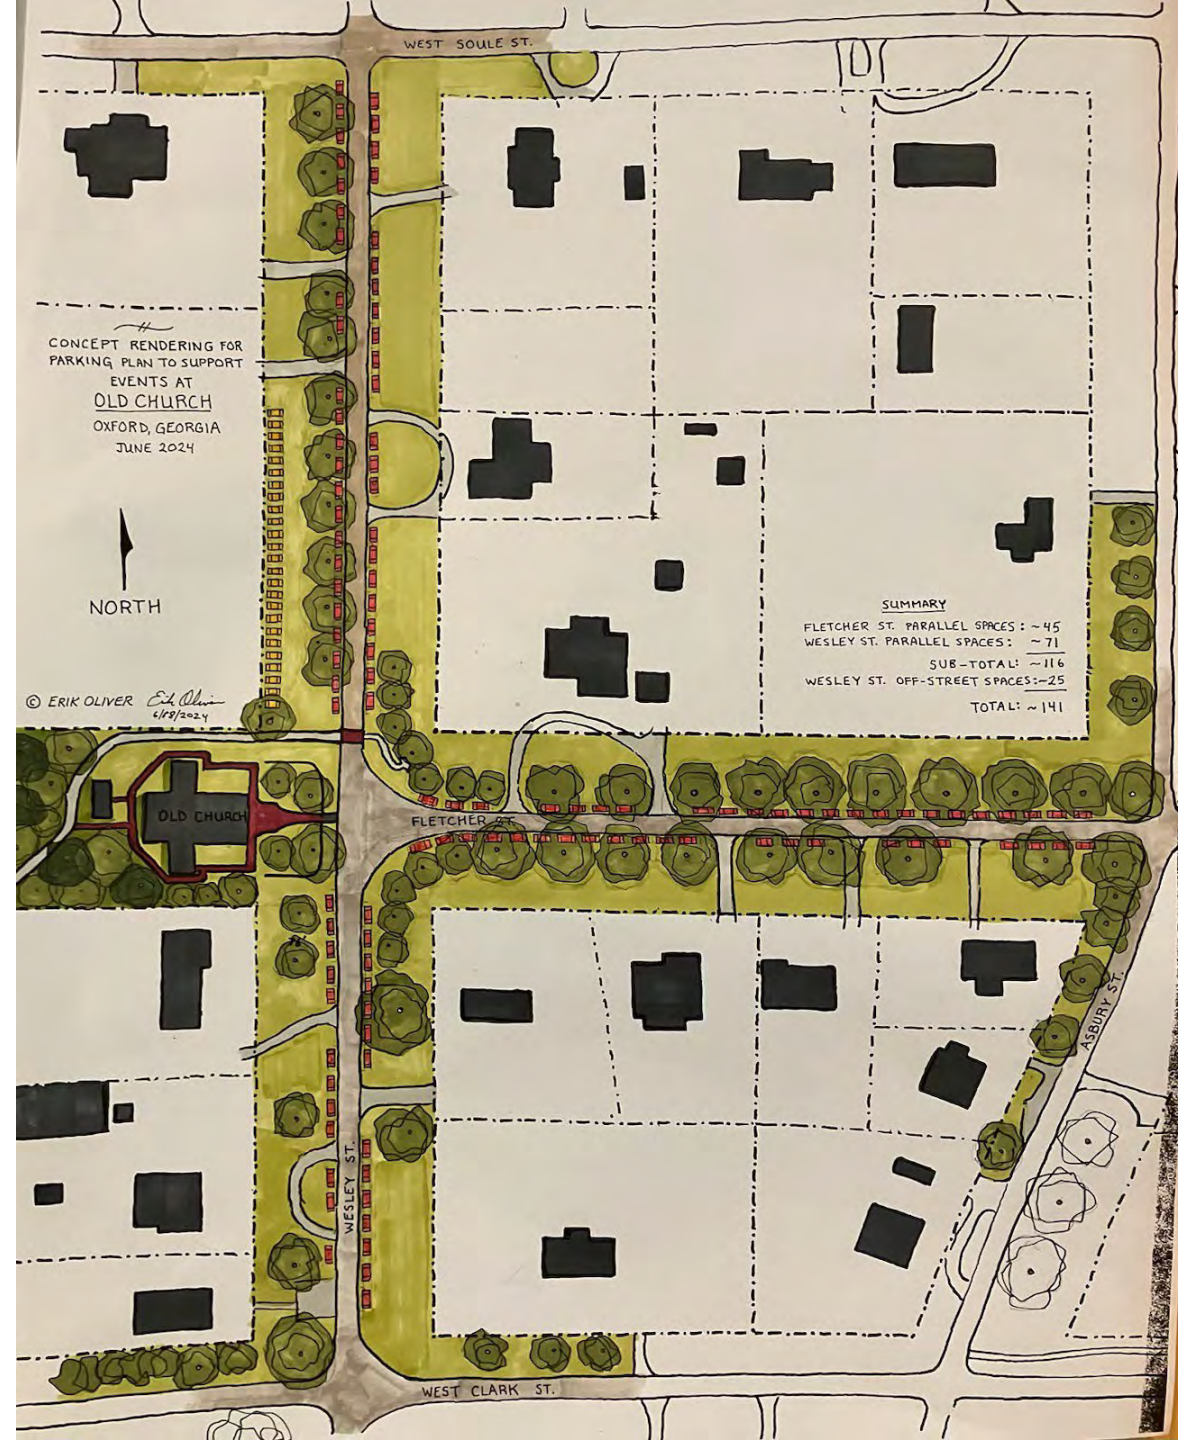 WEST SOULE ST.
CONCEPT RENDERING FOR
PARKING PLAN TO SUPPORT
EVENTS AT
OLD CHURCH
OXFORD, GEORGIA
JUNE 2024
NORTH
SUMMARY
FLETCHER ST. PARALLEL SPACES: ~45
WESLEY ST. PARALLEL SPACES: ~71
SUB-TOTAL: ~116
WESLEY ST. OFF-STREET SPACES: ~25
TOTAL: ~141
© ERIK OLIVER Erik Oliver
6/18/2024
OLD CHURCH
FLETCHER ST.
ASBURY ST.
WESLEY ST.
WEST CLARK ST.